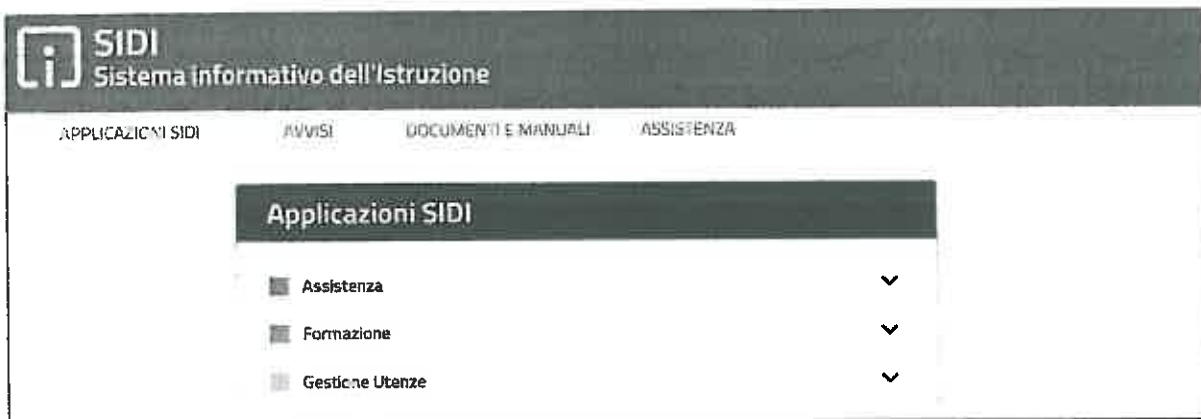 SIDI
Sistema informativo dell'Istruzione
APPLICAZIONI SIDI AVVISI DOCUMENTI E MANUALI ASSISTENZA
Applicazioni SIDI
Assistenza
Formazione
Gestione Utenze